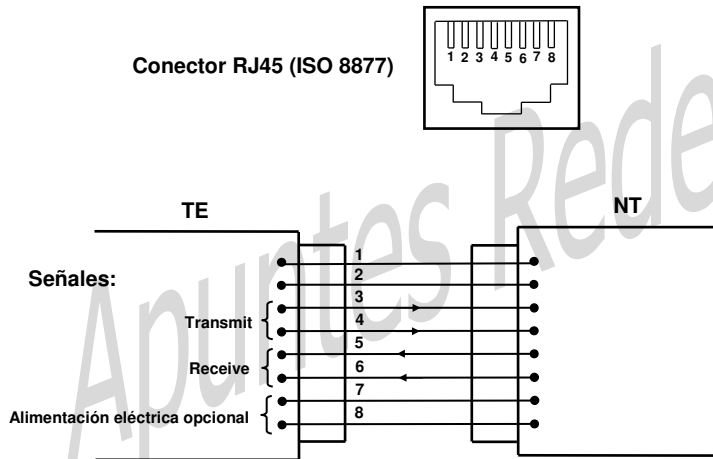 Conector RJ45 (ISO 8877)
1 2 3 4 5 6 7 8
TE
NT
Señales:
Transmit
Receive
Alimentación eléctrica opcional
1
2
3
4
5
6
7
8
Apuntes Rede